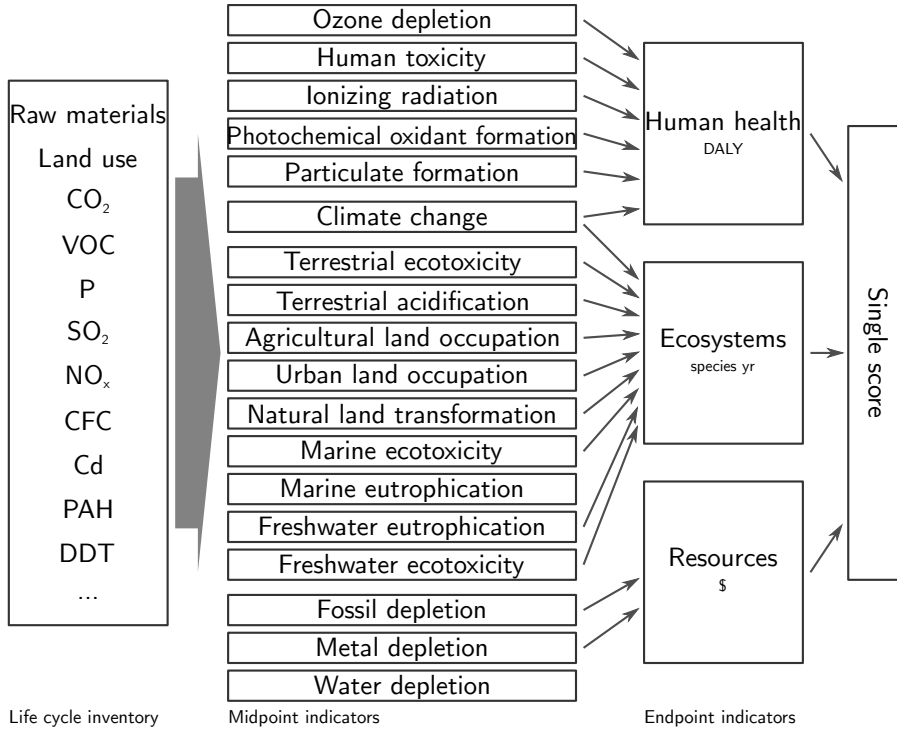 Raw materials
Land use
CO₂
VOC
P
SO₂
NOₓ
CFC
Cd
PAH
DDT
...
Life cycle inventory
Ozone depletion
Human toxicity
Ionizing radiation
Photochemical oxidant formation
Particulate formation
Climate change
Terrestrial ecotoxicity
Terrestrial acidification
Agricultural land occupation
Urban land occupation
Natural land transformation
Marine ecotoxicity
Marine eutrophication
Freshwater eutrophication
Freshwater ecotoxicity
Fossil depletion
Metal depletion
Water depletion
Midpoint indicators
Human health
DALY
Ecosystems
species yr
Resources
$
Endpoint indicators
Single score